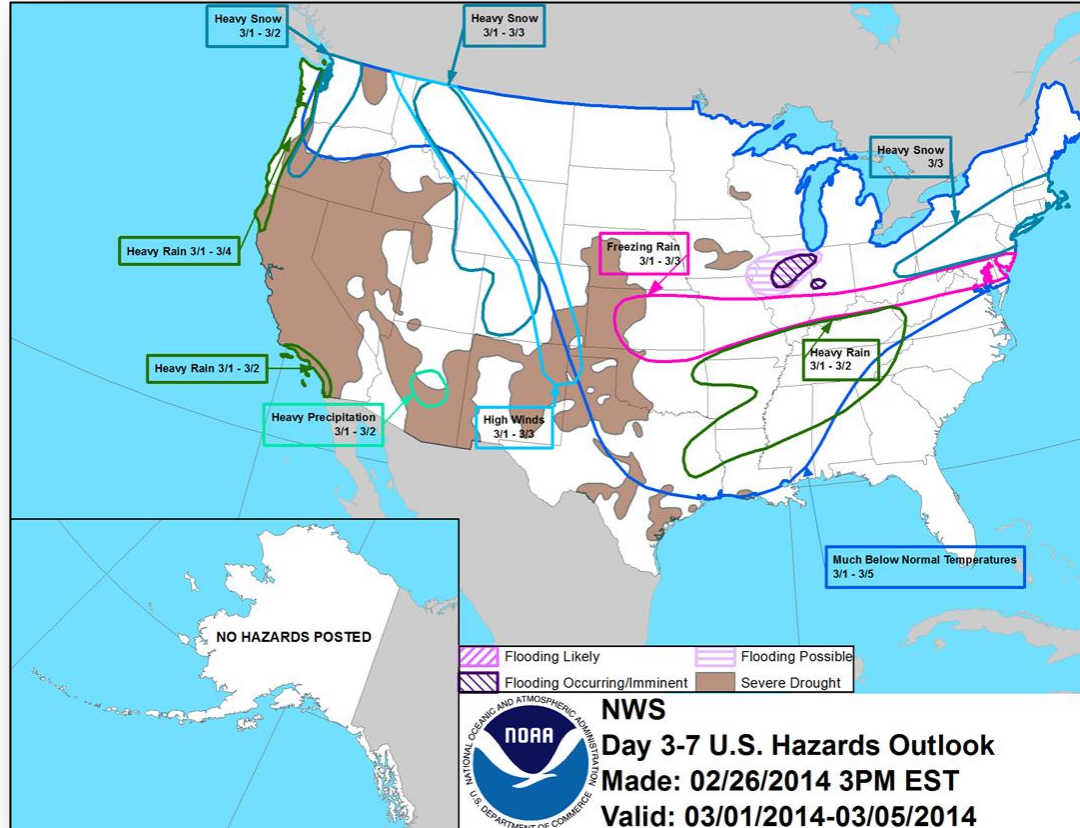 Heavy Snow
3/1 - 3/2
Heavy Snow
3/1 - 3/3
Heavy Snow
3/3
Heavy Rain 3/1 - 3/4
Freezing Rain
3/1 - 3/3
Heavy Rain 3/1 - 3/2
Heavy Rain
3/1 - 3/2
Heavy Precipitation
3/1 - 3/2
High Winds
3/1 - 3/3
Much Below Normal Temperatures
3/1 - 3/5
NO HAZARDS POSTED
Flooding Likely
Flooding Possible
Flooding Occurring/Imminent
Severe Drought
NATIONAL OCEANIC AND ATMOSPHERIC ADMINISTRATION
NOAA
U.S. DEPARTMENT OF COMMERCE
NWS
Day 3-7 U.S. Hazards Outlook
Made: 02/26/2014 3PM EST
Valid: 03/01/2014-03/05/2014